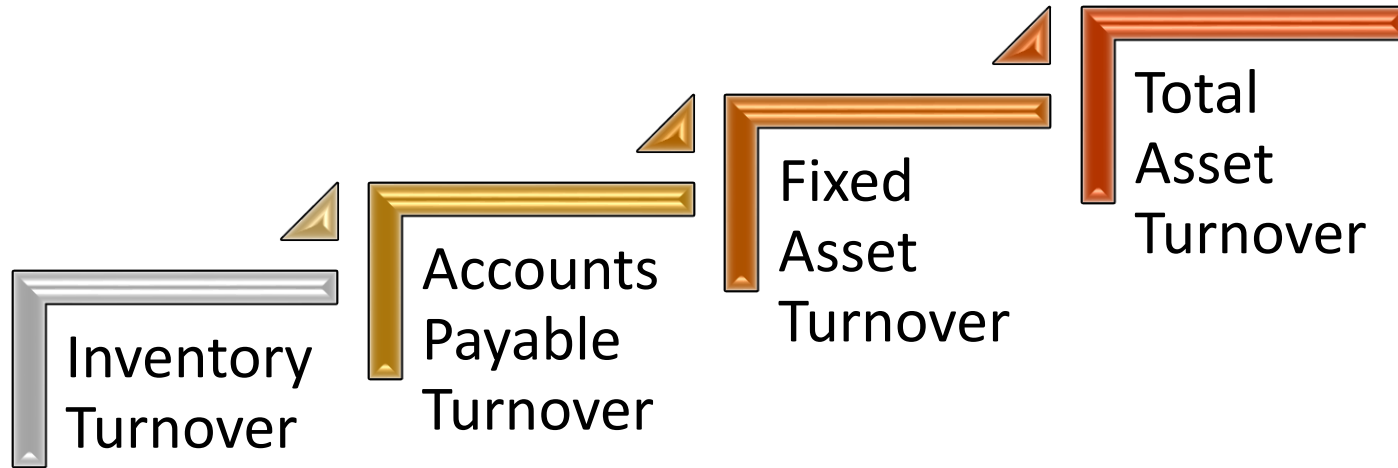 Inventory
Turnover
Accounts
Payable
Turnover
Fixed
Asset
Turnover
Total
Asset
Turnover